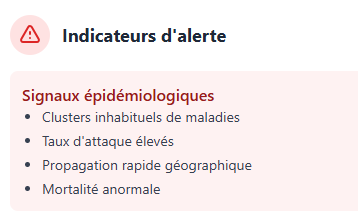 Indicateurs d'alerte
Signaux épidémiologiques
Clusters inhabituels de maladies
Taux d'attaque élevés
Propagation rapide géographique
Mortalité anormale